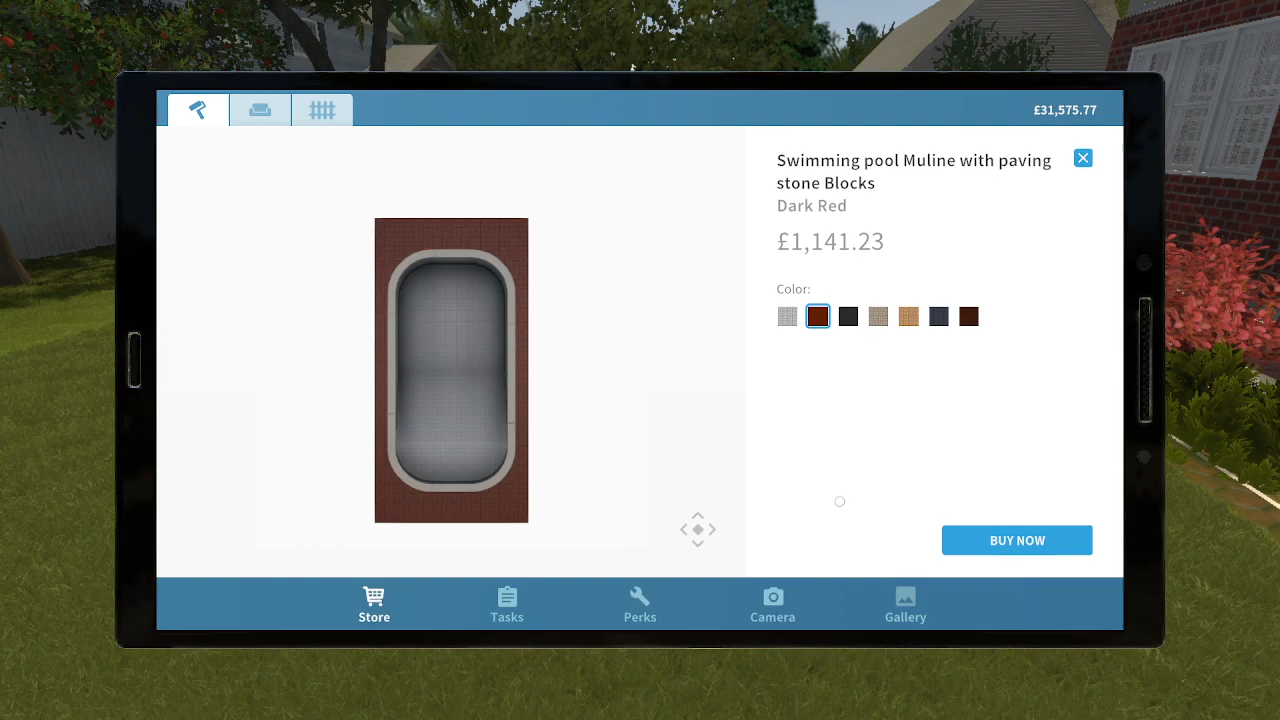 £31,575.77
Swimming pool Muline with paving
stone Blocks
Dark Red
£1,141.23
Color:
BUY NOW
Store
Tasks
Perks
Camera
Gallery